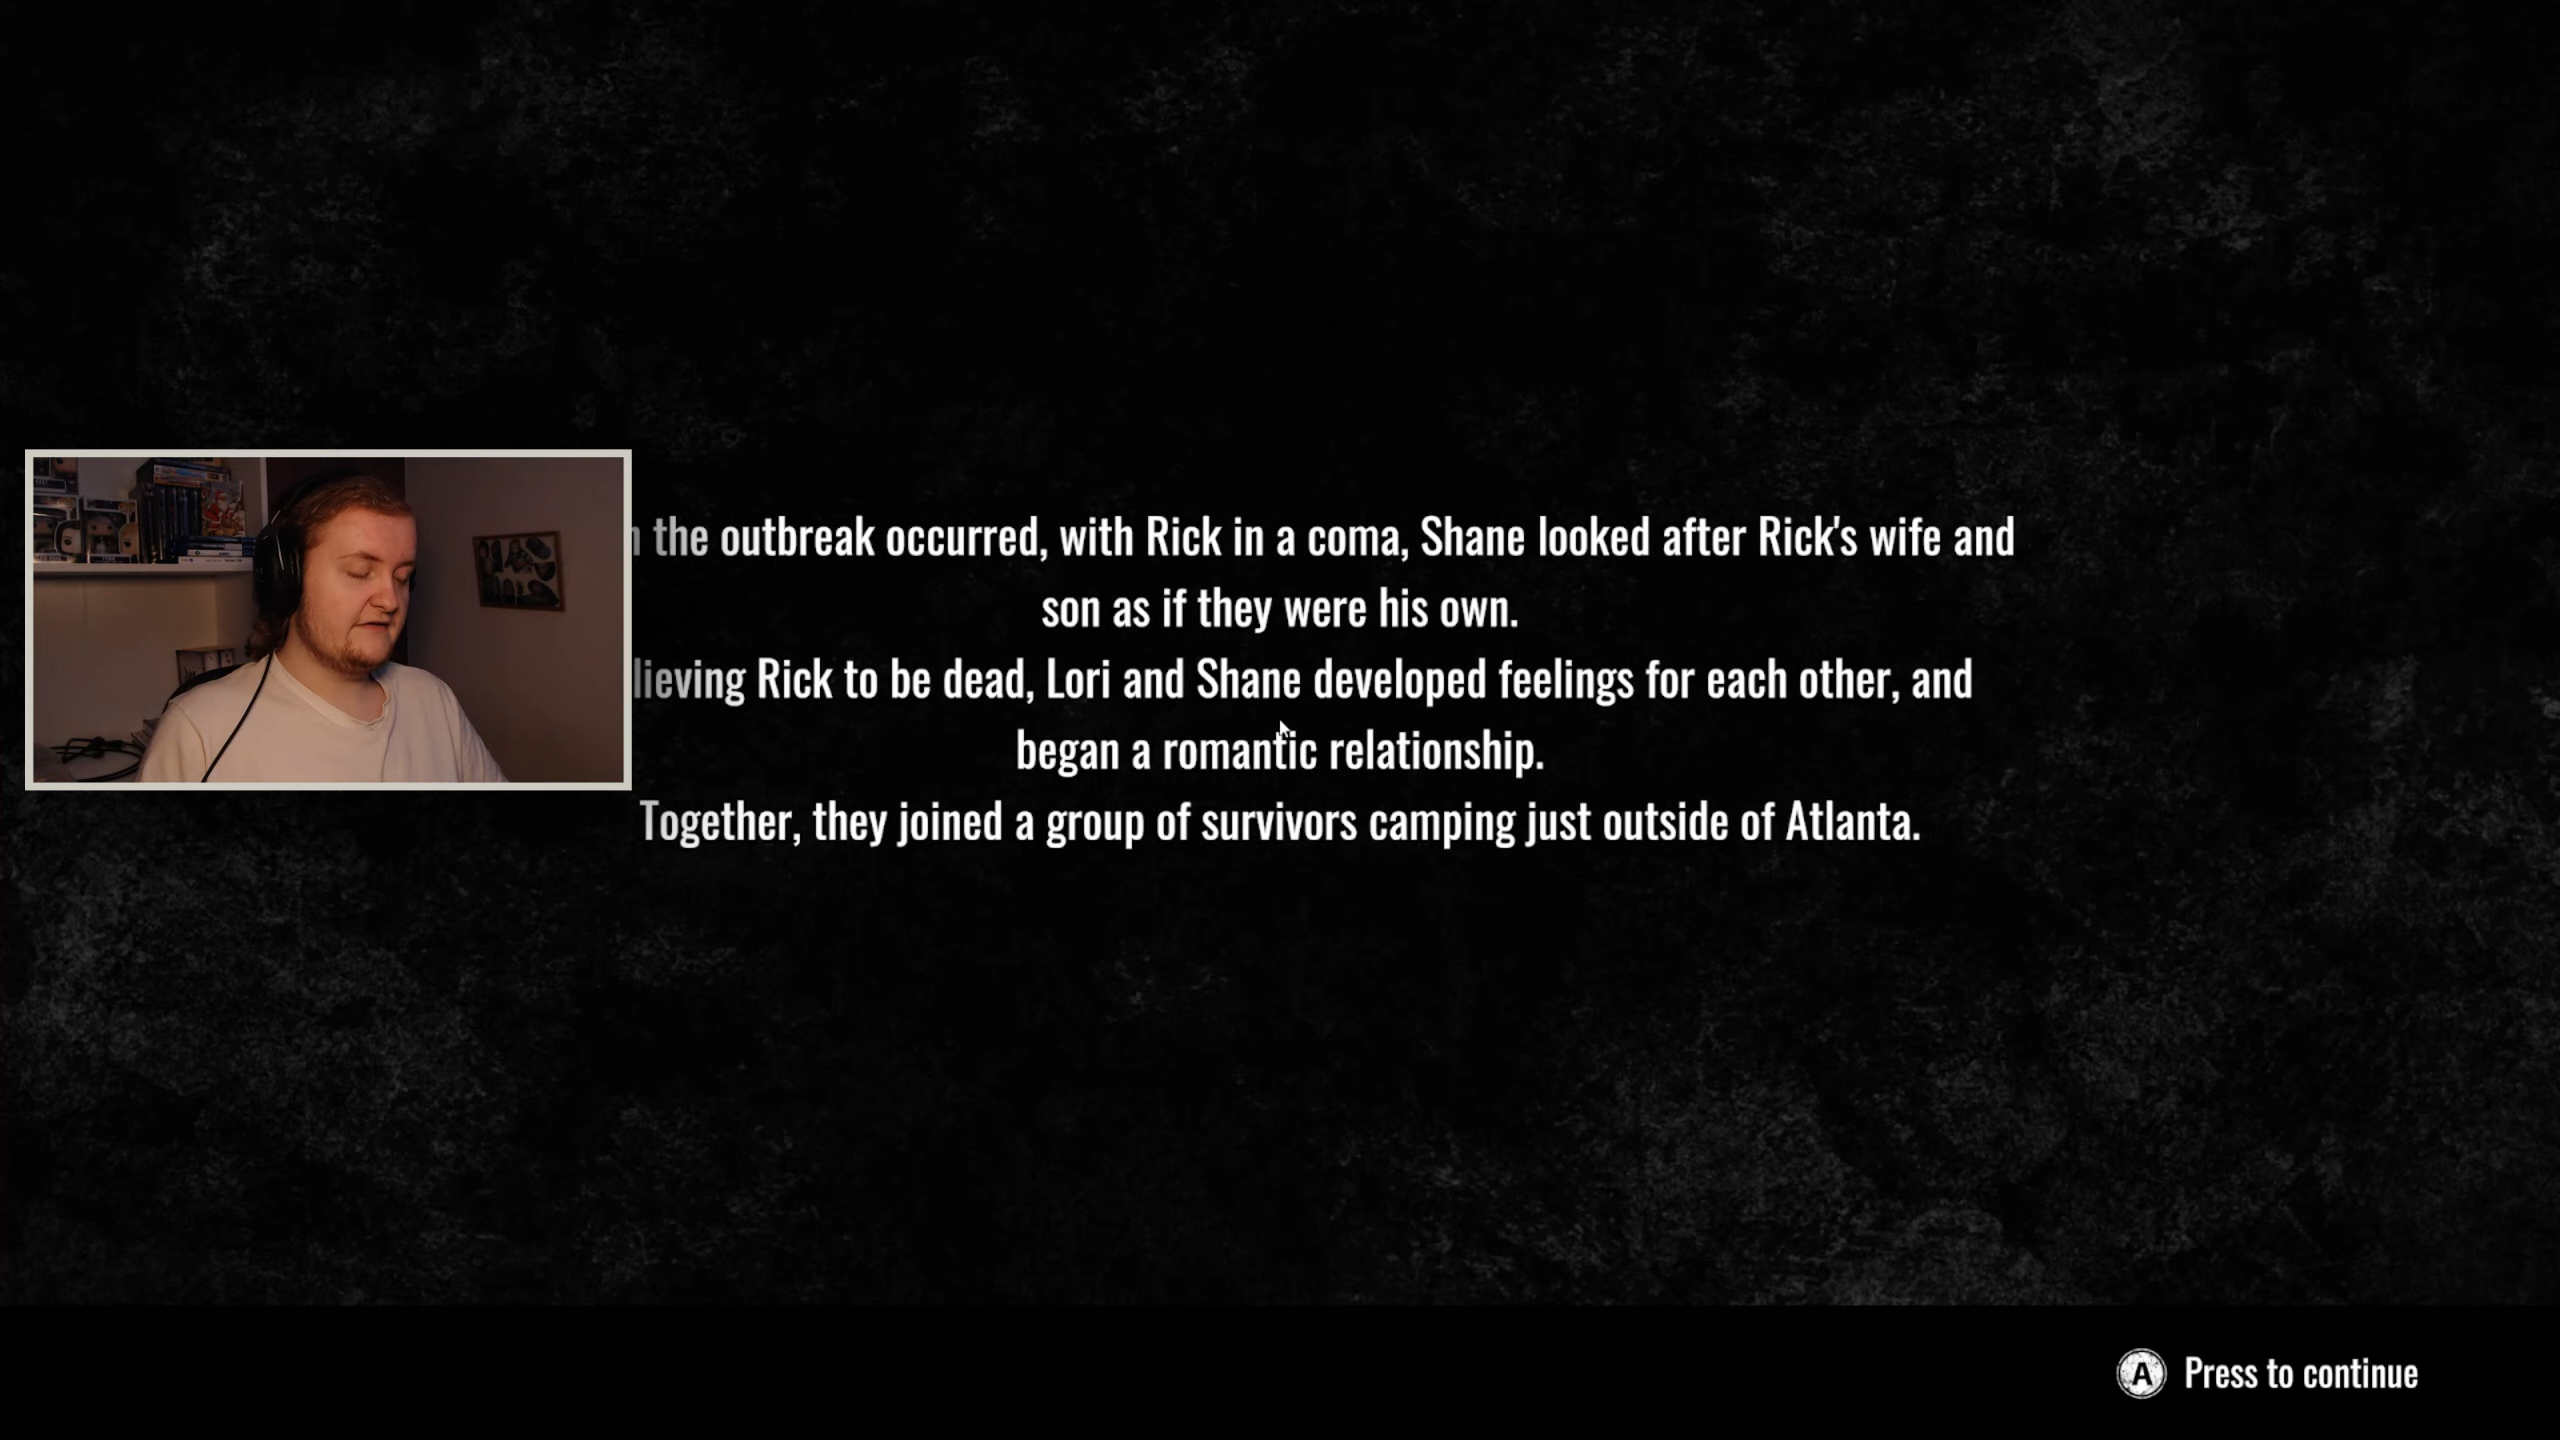 the outbreak occurred, with Rick in a coma, Shane looked after Rick's wife and
son as if they were his own.
lieving Rick to be dead, Lori and Shane developed feelings for each other, and
began a romantic relationship.
Together, they joined a group of survivors camping just outside of Atlanta.
A Press to continue